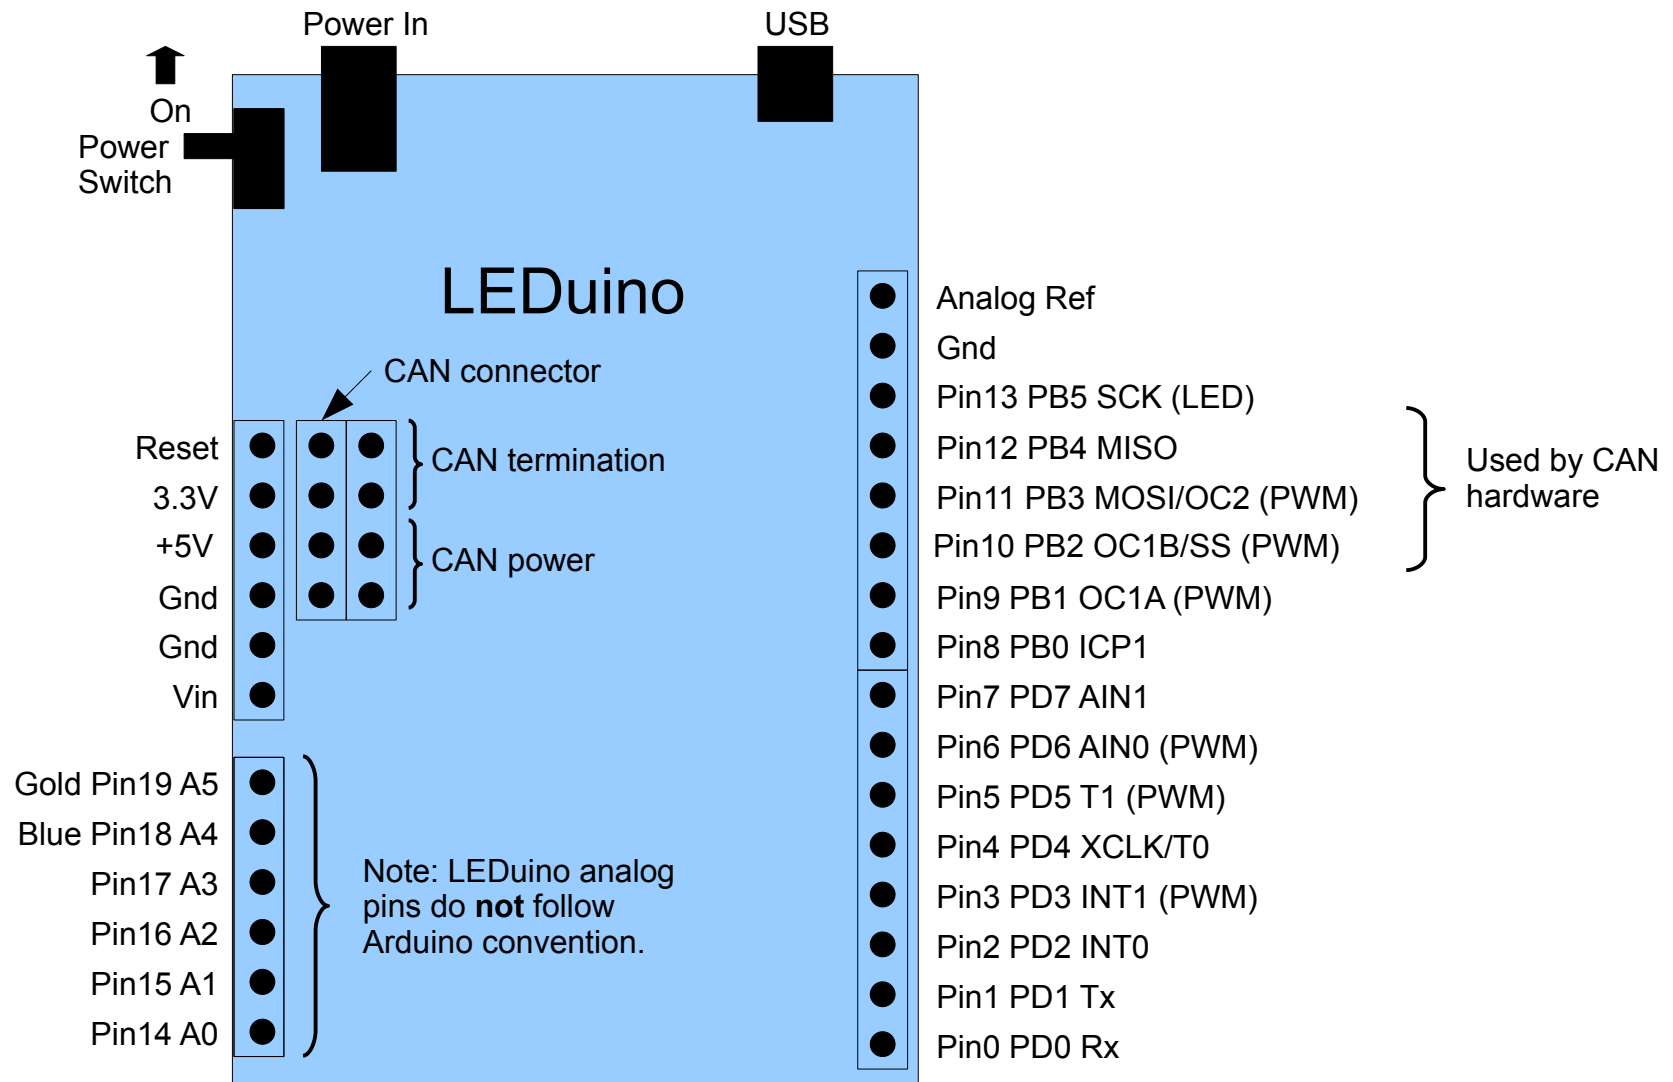 Power In
USB
On
Power
Switch
LEDuino
CAN connector
CAN termination
CAN power
Reset
3.3V
+5V
Gnd
Gnd
Vin
Gold Pin19 A5
Blue Pin18 A4
Pin17 A3
Pin16 A2
Pin15 A1
Pin14 A0
Note: LEDuino analog
pins do not follow
Arduino convention.
Analog Ref
Gnd
Pin13 PB5 SCK (LED)
Pin12 PB4 MISO
Pin11 PB3 MOSI/OC2 (PWM)
Pin10 PB2 OC1B/SS (PWM)
Pin9 PB1 OC1A (PWM)
Pin8 PB0 ICP1
Pin7 PD7 AIN1
Pin6 PD6 AIN0 (PWM)
Pin5 PD5 T1 (PWM)
Pin4 PD4 XCLK/T0
Pin3 PD3 INT1 (PWM)
Pin2 PD2 INT0
Pin1 PD1 Tx
Pin0 PD0 Rx
Used by CAN
hardware